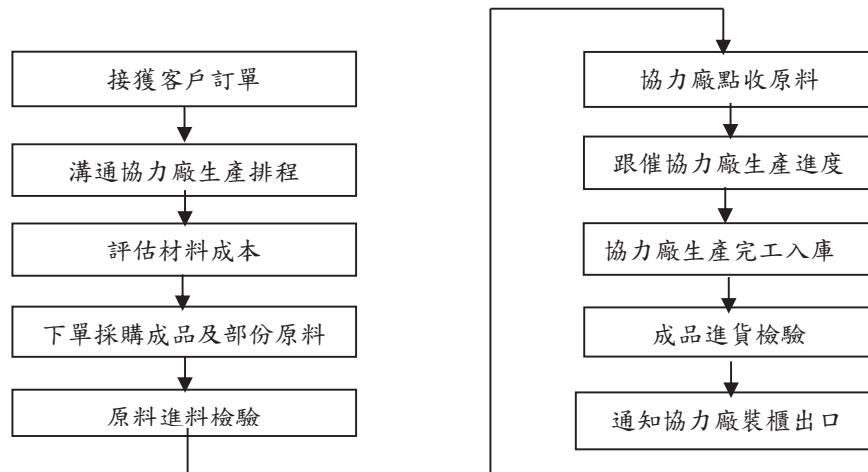 接獲客戶訂單
溝通協力廠生產排程
評估材料成本
下單採購成品及部份原料
原料進料檢驗
協力廠點收原料
跟催協力廠生產進度
協力廠生產完工入庫
成品進貨檢驗
通知協力廠裝櫃出口